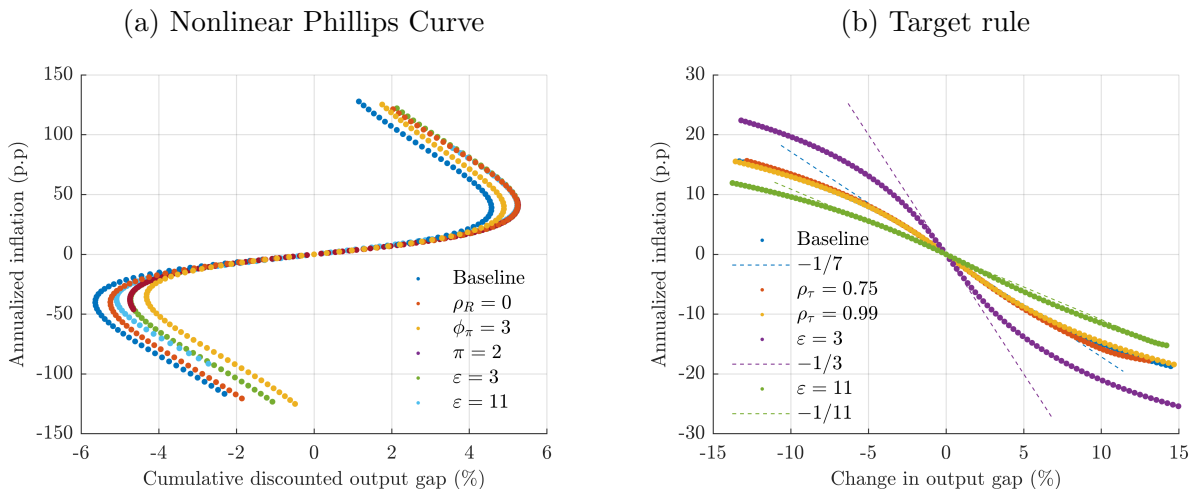 (a) Nonlinear Phillips Curve
150
100
50
0
-50
-100
-150
-6
-4
-2
0
2
4
6
Annualized inflation (p.p)
Cumulative discounted output gap (%)
Baseline
ρ_R = 0
ϕ_π = 3
π = 2
ε = 3
ε = 11
(b) Target rule
30
20
10
0
-10
-20
-30
-15
-10
-5
0
5
10
15
Annualized inflation (p.p)
Change in output gap (%)
Baseline
−1/7
ρ_τ = 0.75
ρ_τ = 0.99
ε = 3
−1/3
ε = 11
−1/11